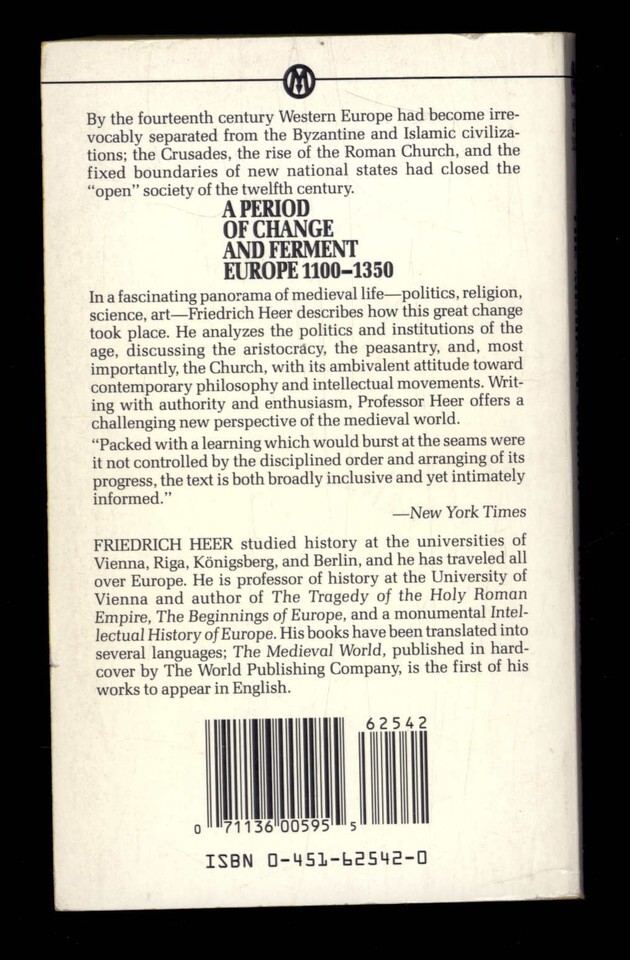 M
By the fourteenth century Western Europe had become irre-
vocably separated from the Byzantine and Islamic civiliza-
tions; the Crusades, the rise of the Roman Church, and the
fixed boundaries of new national states had closed the
“open” society of the twelfth century.
A PERIOD
OF CHANGE
AND FERMENT
EUROPE 1100–1350
In a fascinating panorama of medieval life—politics, religion,
science, art—Friedrich Heer describes how this great change
took place. He analyzes the politics and institutions of the
age, discussing the aristocracy, the peasantry, and, most
importantly, the Church, with its ambivalent attitude toward
contemporary philosophy and intellectual movements. Writ-
ing with authority and enthusiasm, Professor Heer offers a
challenging new perspective of the medieval world.
“Packed with a learning which would burst at the seams were
it not controlled by the disciplined order and arranging of its
progress, the text is both broadly inclusive and yet intimately
informed.”
—New York Times
FRIEDRICH HEER studied history at the universities of
Vienna, Riga, Königsberg, and Berlin, and he has traveled all
over Europe. He is professor of history at the University of
Vienna and author of The Tragedy of the Holy Roman
Empire, The Beginnings of Europe, and a monumental Intel-
lectual History of Europe. His books have been translated into
several languages; The Medieval World, published in hard-
cover by The World Publishing Company, is the first of his
works to appear in English.
62542
0 71136 00595 5
ISBN 0-451-62542-0